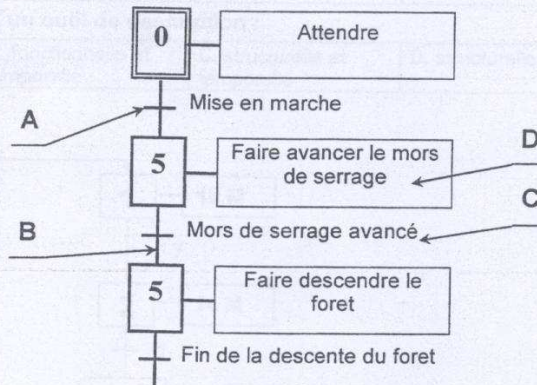 0
Attendre
A
Mise en marche
5
Faire avancer le mors
de serrage
D
B
Mors de serrage avancé
C
5
Faire descendre le
foret
Fin de la descente du foret